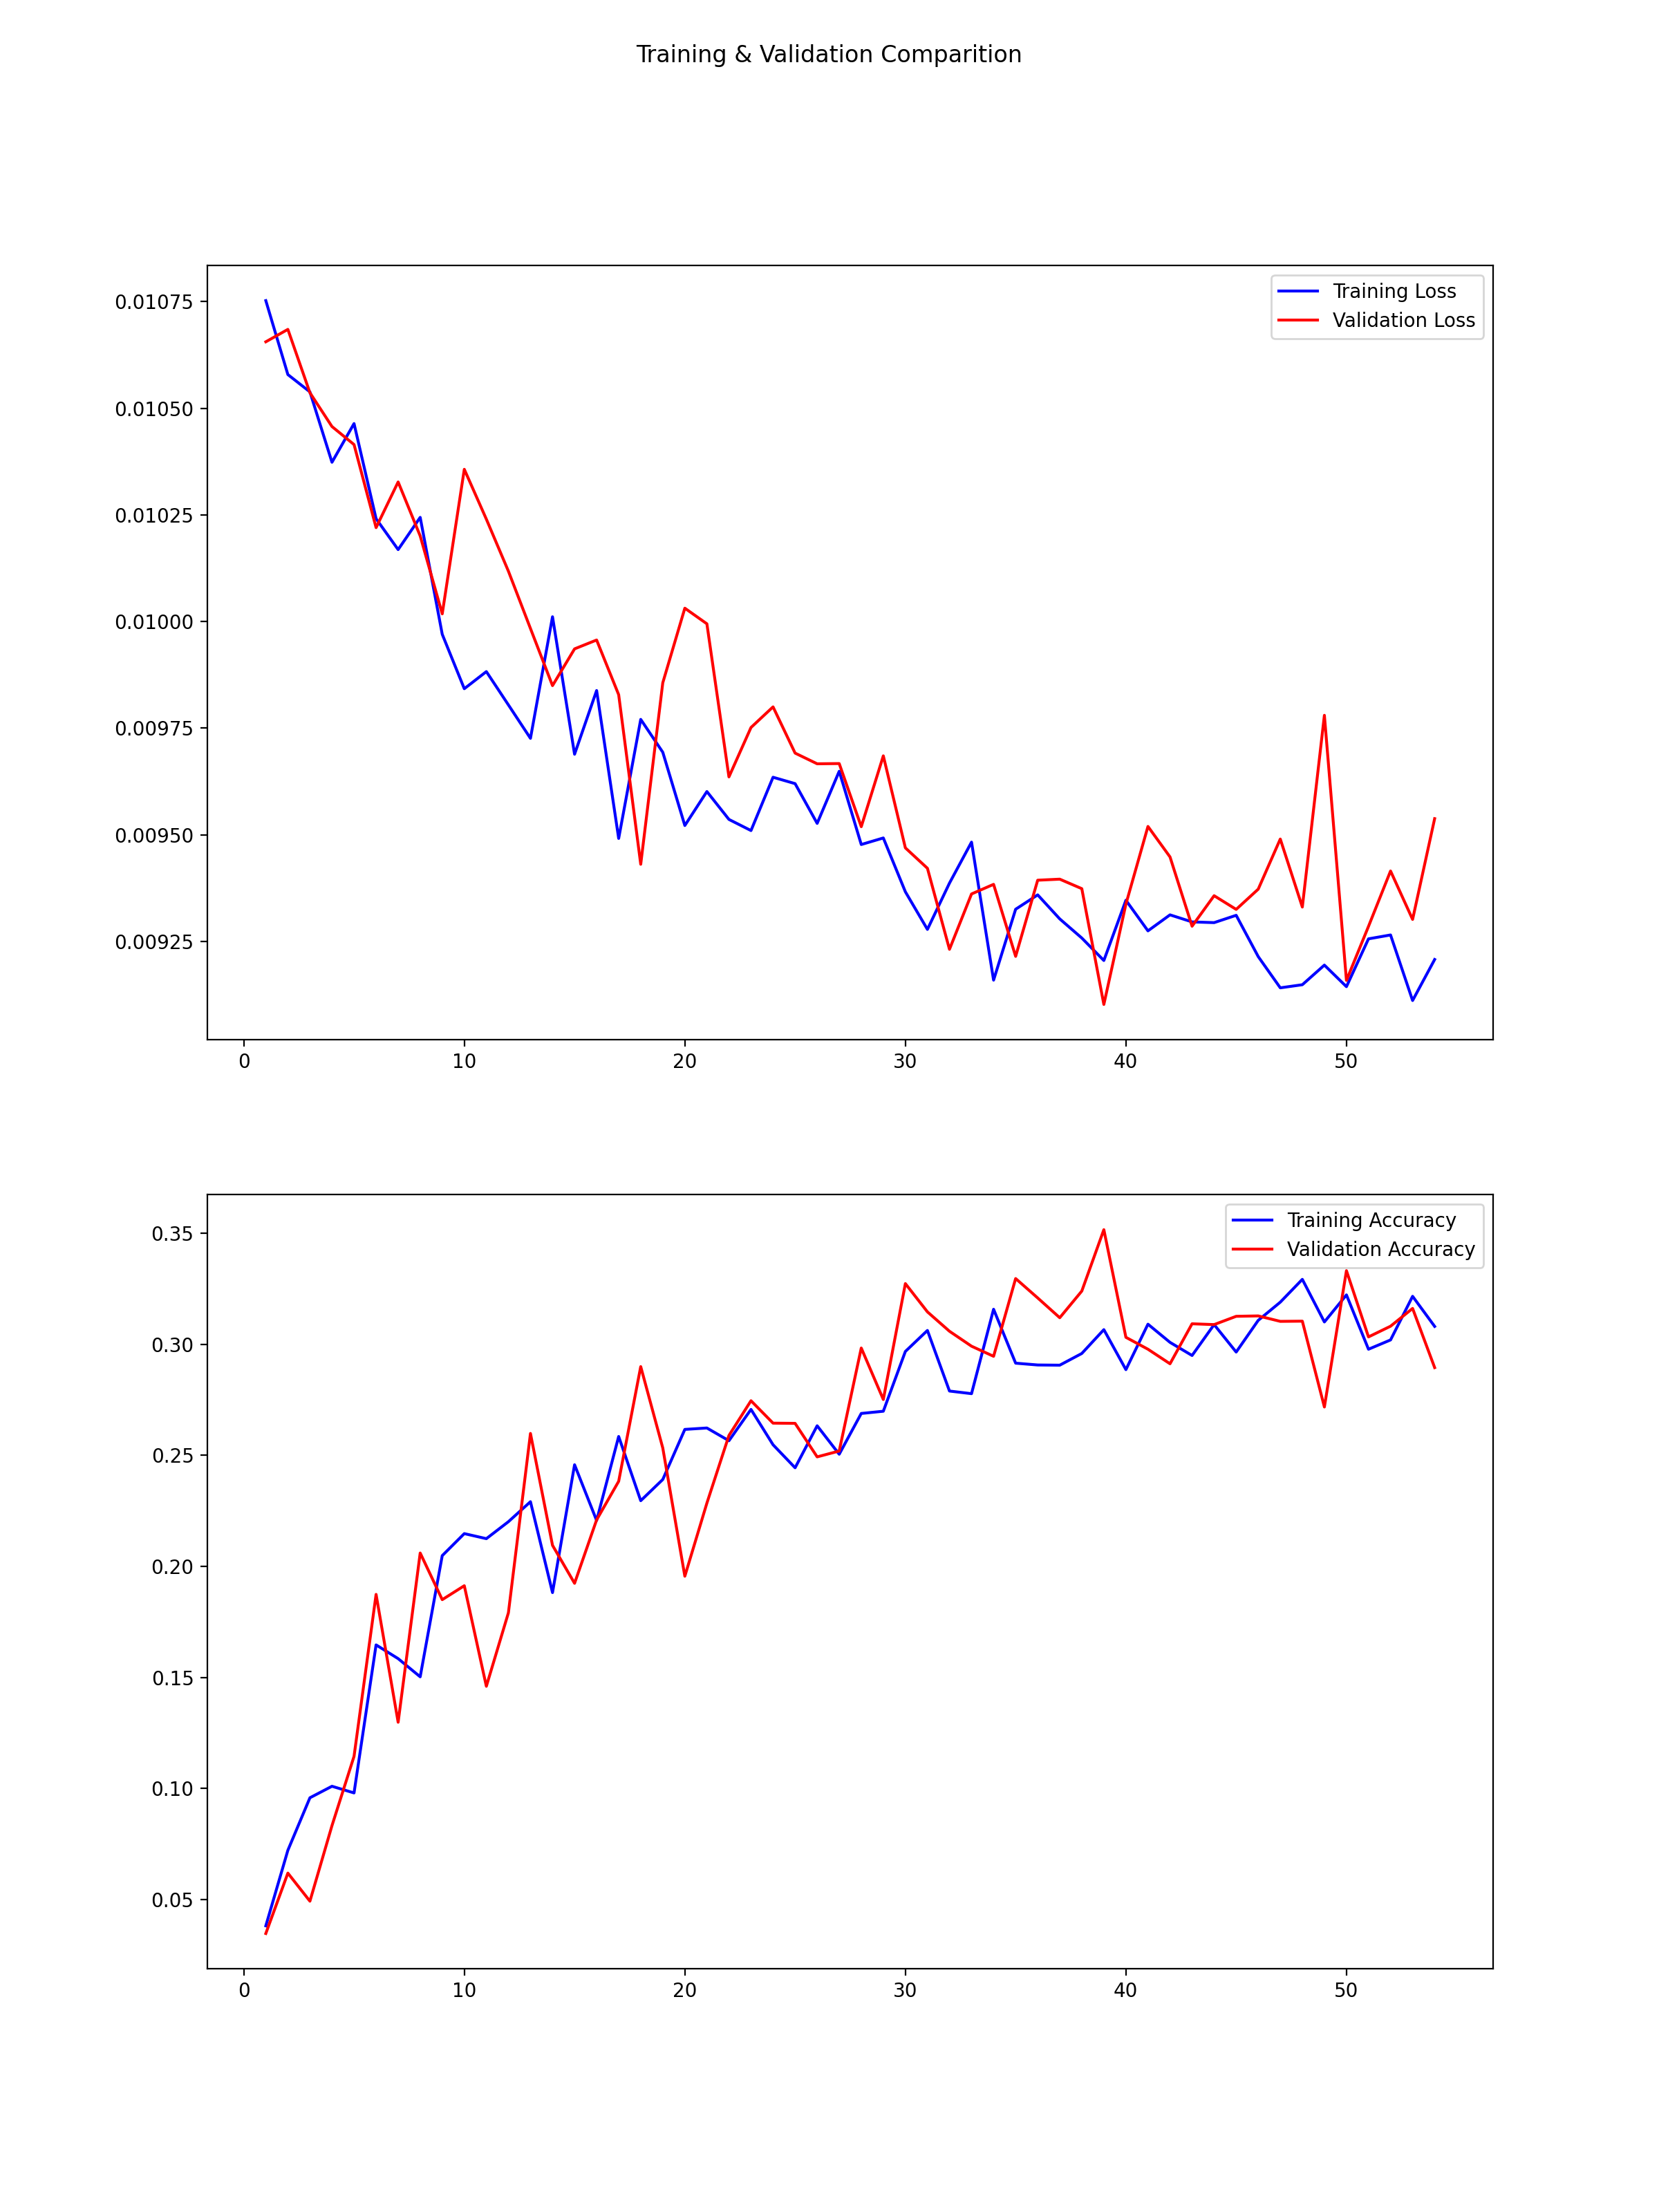 Training & Validation Comparition
Training Loss
Validation Loss
0.01075
0.01050
0.01025
0.01000
0.00975
0.00950
0.00925
0 10 20 30 40 50
Training Accuracy
Validation Accuracy
0.35
0.30
0.25
0.20
0.15
0.10
0.05
0 10 20 30 40 50